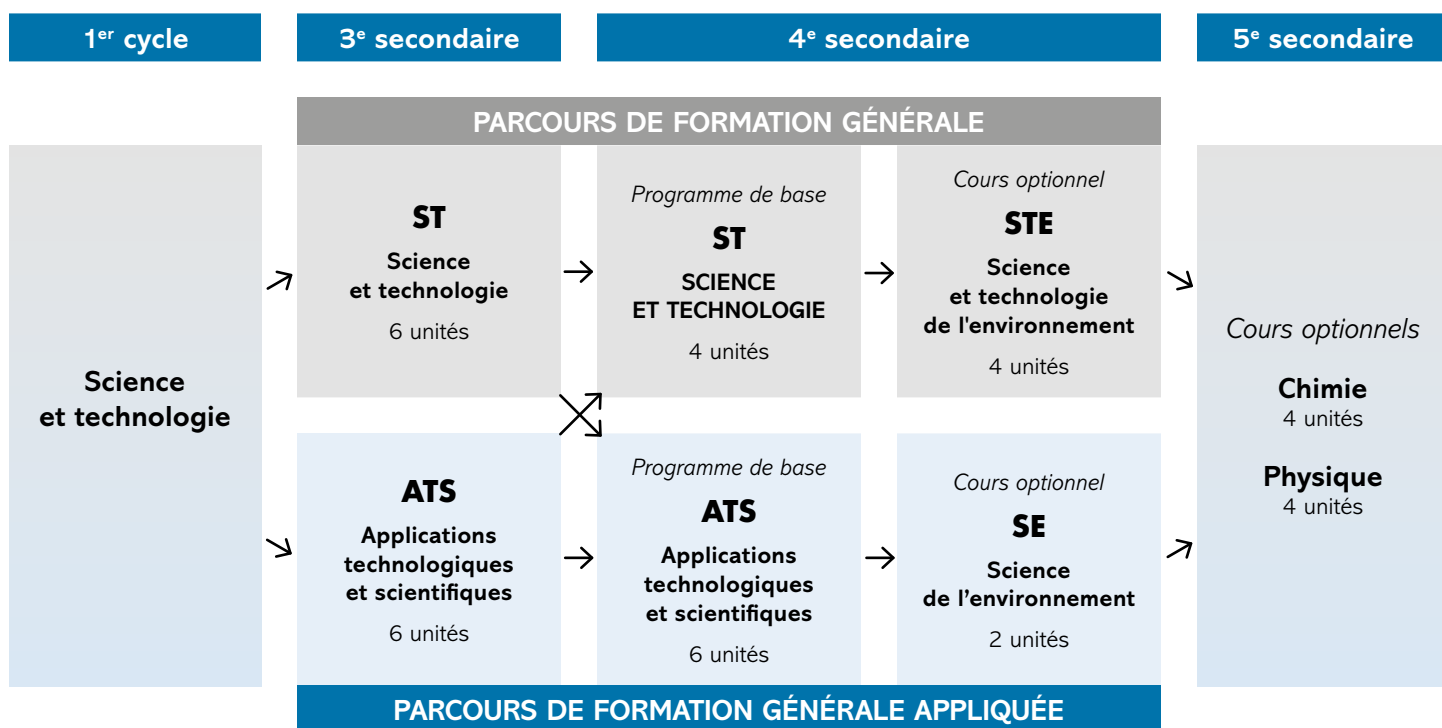 1er cycle
3e secondaire
4e secondaire
5e secondaire
PARCOURS DE FORMATION GÉNÉRALE
Science
et technologie
ST
Science
et technologie
6 unités
Programme de base
ST
SCIENCE
ET TECHNOLOGIE
4 unités
Cours optionnel
STE
Science
et technologie
de l'environnement
4 unités
ATS
Applications
technologiques
et scientifiques
6 unités
Programme de base
ATS
Applications
technologiques
et scientifiques
6 unités
Cours optionnel
SE
Science
de l’environnement
2 unités
Cours optionnels
Chimie
4 unités
Physique
4 unités
PARCOURS DE FORMATION GÉNÉRALE APPLIQUÉE